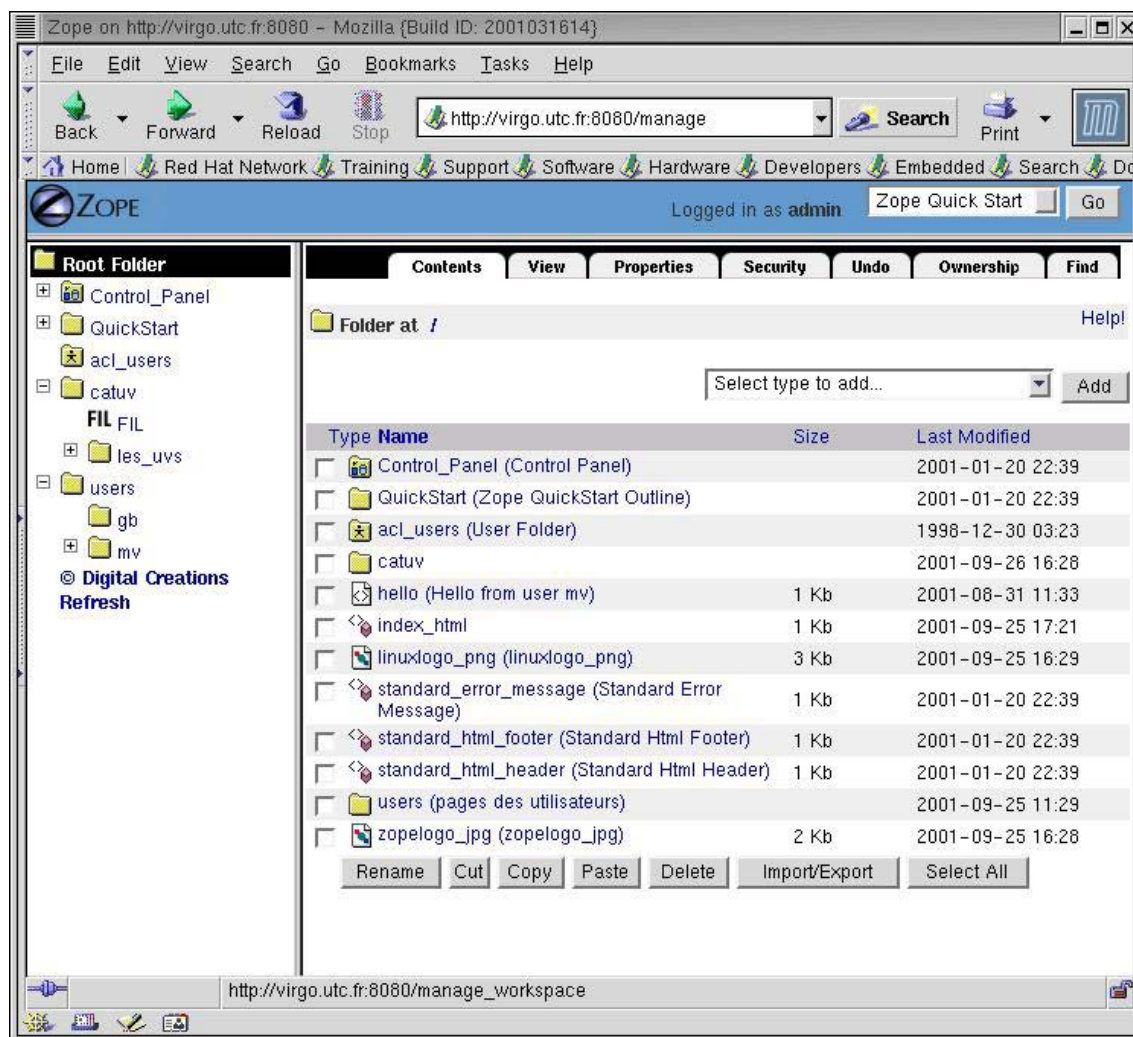 Zope on http://virgo.utc.fr:8080 – Mozilla {Build ID: 2001031614}
File Edit View Search Go Bookmarks Tasks Help
Back Forward Reload Stop http://virgo.utc.fr:8080/manage Search Print
Home Red Hat Network Training Support Software Hardware Developers Embedded Search
ZOPE Logged in as admin Zope Quick Start Go
Root Folder
Control_Panel
QuickStart
acl_users
catuv
FIL FIL
les_uvs
users
gb
mv
© Digital Creations
Refresh
Contents View Properties Security Undo Ownership Find
Folder at / Help!
Select type to add... Add
Type Name Size Last Modified
Control_Panel (Control Panel) 2001-01-20 22:39
QuickStart (Zope QuickStart Outline) 2001-01-20 22:39
acl_users (User Folder) 1998-12-30 03:23
catuv 2001-09-26 16:28
hello (Hello from user mv) 1 Kb 2001-08-31 11:33
index_html 1 Kb 2001-09-25 17:21
linuxlogo_png (linuxlogo_png) 3 Kb 2001-09-25 16:29
standard_error_message (Standard Error
Message) 1 Kb 2001-01-20 22:39
standard_html_footer (Standard Html Footer) 1 Kb 2001-01-20 22:39
standard_html_header (Standard Html Header) 1 Kb 2001-01-20 22:39
users (pages des utilisateurs) 2001-09-25 11:29
zopelogo_jpg (zopelogo_jpg) 2 Kb 2001-09-25 16:28
Rename Cut Copy Paste Delete Import/Export Select All
http://virgo.utc.fr:8080/manage_workspace